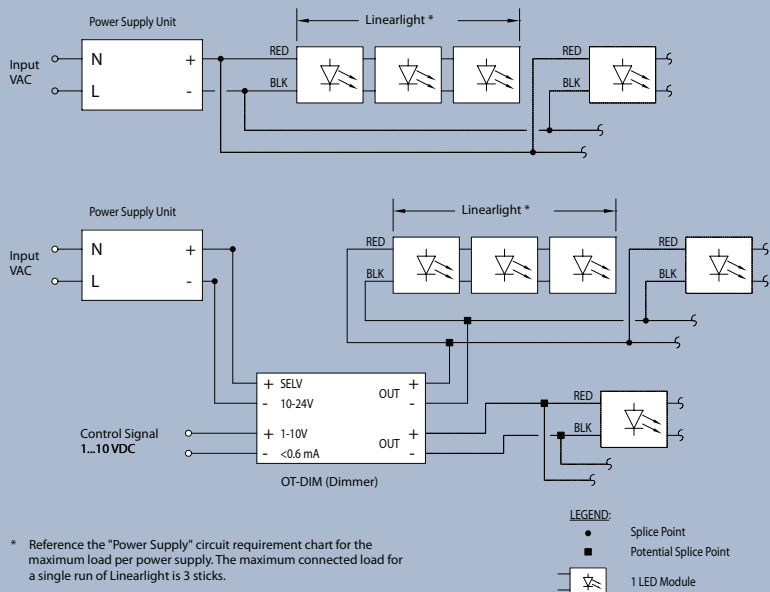 Power Supply Unit
Linearlight *
Input
VAC
N +
L -
RED
BLK
RED
BLK
Power Supply Unit
Linearlight *
Input
VAC
N +
L -
RED
BLK
RED
BLK
+ SELV OUT +
- 10-24V -
Control Signal
1...10 VDC
+ 1-10V OUT +
- <0.6 mA -
RED
BLK
OT-DIM (Dimmer)
* Reference the "Power Supply" circuit requirement chart for the
maximum load per power supply. The maximum connected load for
a single run of Linearlight is 3 sticks.
LEGEND:
Splice Point
Potential Splice Point
1 LED Module